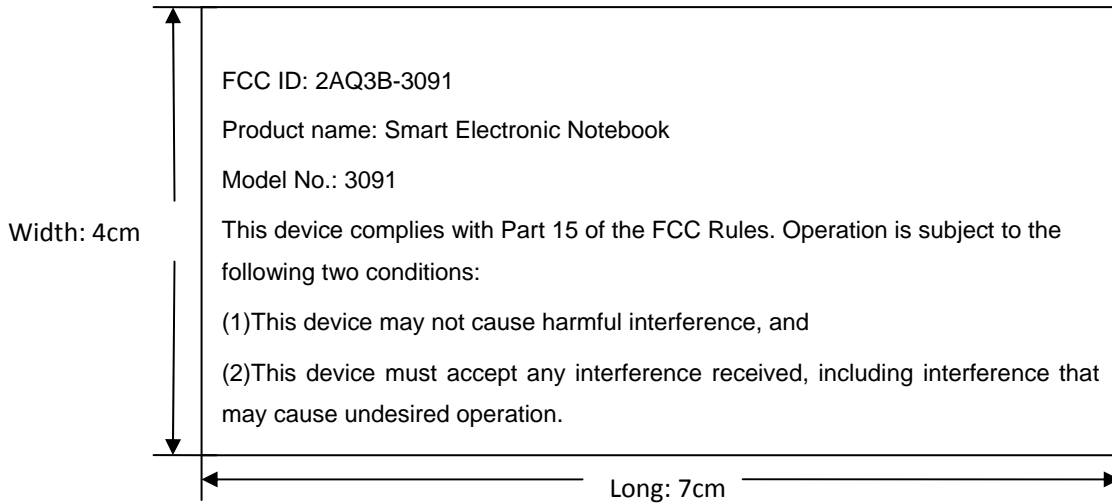 FCC ID: 2AQ3B-3091
Product name: Smart Electronic Notebook
Model No.: 3091
Width: 4cm
This device complies with Part 15 of the FCC Rules. Operation is subject to the
following two conditions:
(1)This device may not cause harmful interference, and
(2)This device must accept any interference received, including interference that
may cause undesired operation.
Long: 7cm